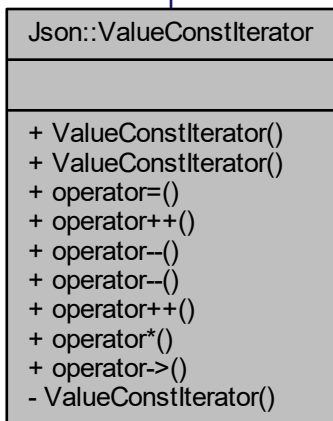 Json::ValueConstIterator
+ ValueConstIterator()
+ ValueConstIterator()
+ operator=()
+ operator++()
+ operator--()
+ operator--()
+ operator++()
+ operator*()
+ operator->()
- ValueConstIterator()